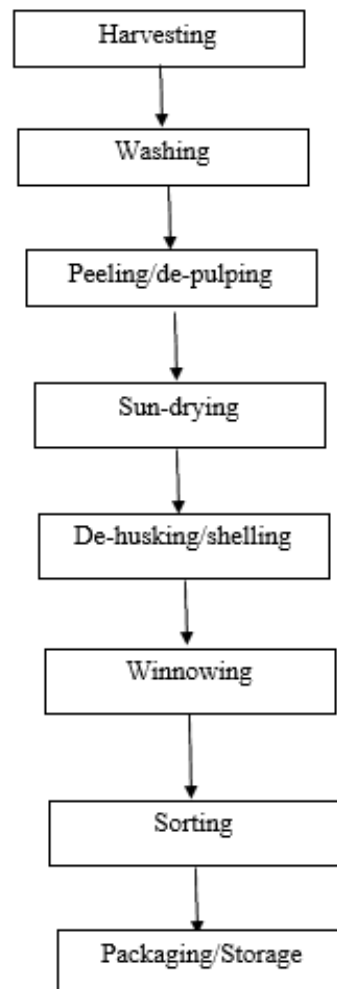 Harvesting
Washing
Peeling/de-pulping
Sun-drying
De-husking/shelling
Winnowing
Sorting
Packaging/Storage